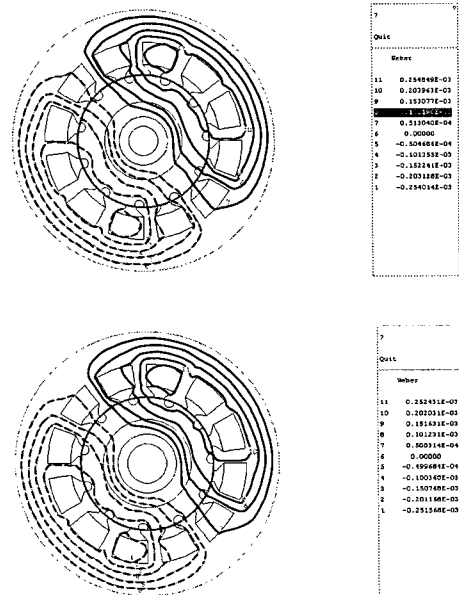 ?
Quit
Weber
11 0.254849E-03
10 0.203963E-03
9 0.153077E-03
7 0.513040E-04
6 0.00000
5 -0.504684E-04
4 -0.101355E-03
3 -0.152241E-03
2 -0.203128E-03
1 -0.254014E-03
?
Quit
Weber
11 0.252431E-03
10 0.202031E-03
9 0.151631E-03
8 0.101231E-03
7 0.508314E-04
6 0.00000
5 -0.499684E-04
4 -0.100368E-03
3 -0.150768E-03
2 -0.201168E-03
1 -0.251568E-03